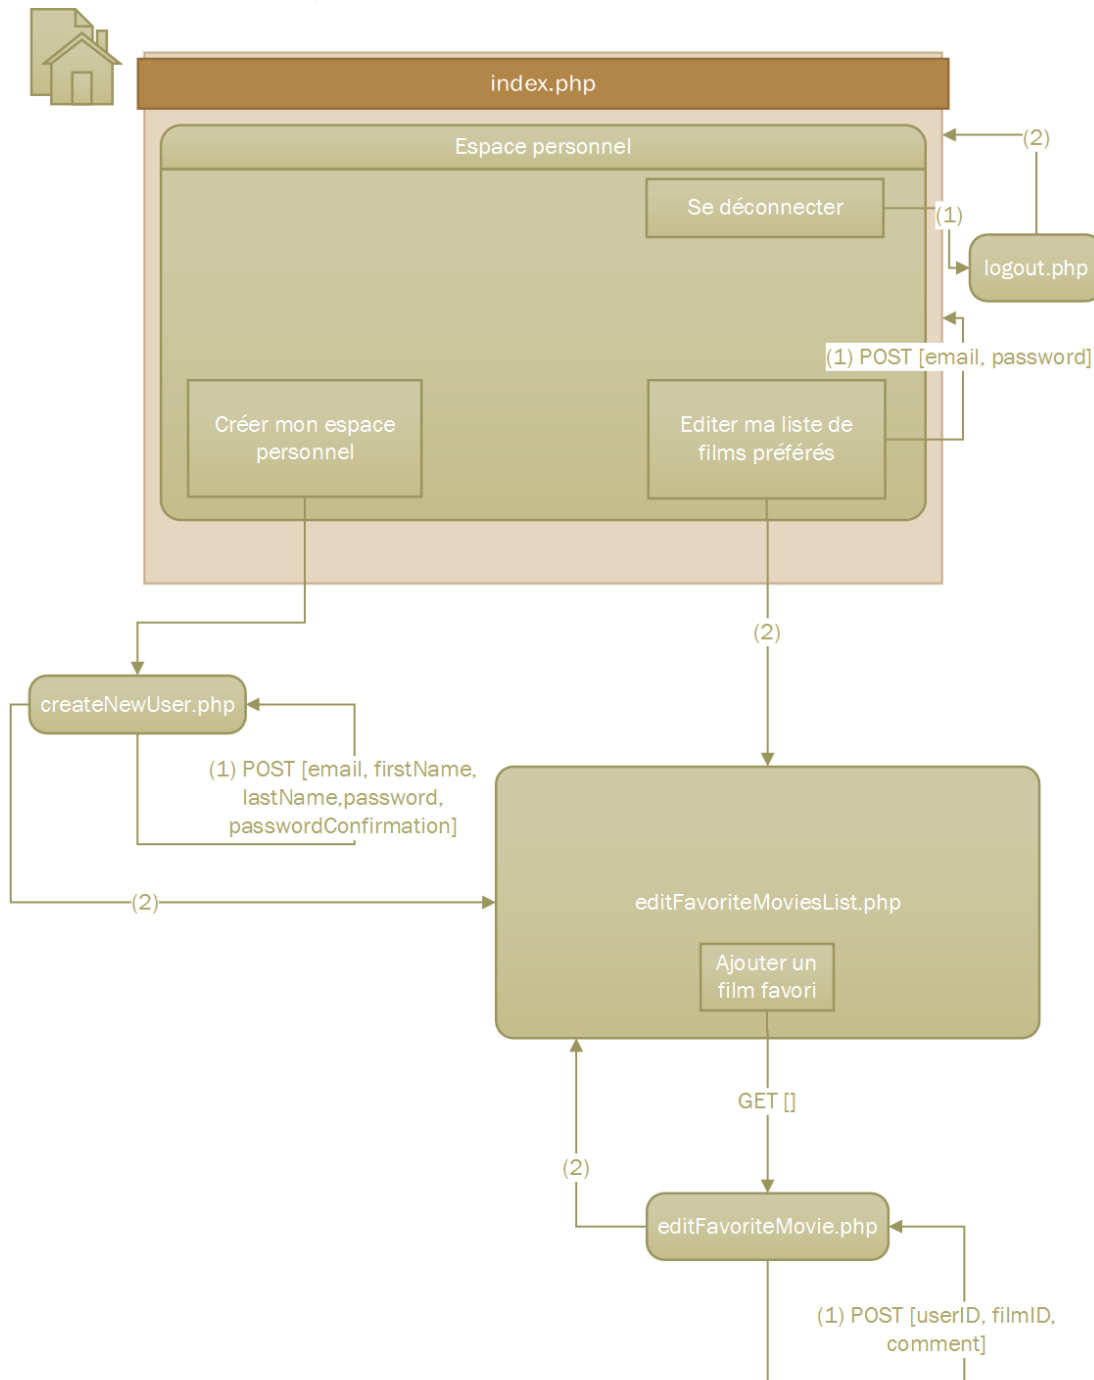 index.php
Espace personnel
(2)
Se déconnecter
(1)
logout.php
(1) POST [email, password]
Créer mon espace
personnel
Editer ma liste de
films préférés
(2)
createNewUser.php
(1) POST [email, firstName,
lastName,password,
passwordConfirmation]
(2)
editFavoriteMoviesList.php
Ajouter un
film favori
GET []
(2)
editFavoriteMovie.php
(1) POST [userID, filmID,
comment]